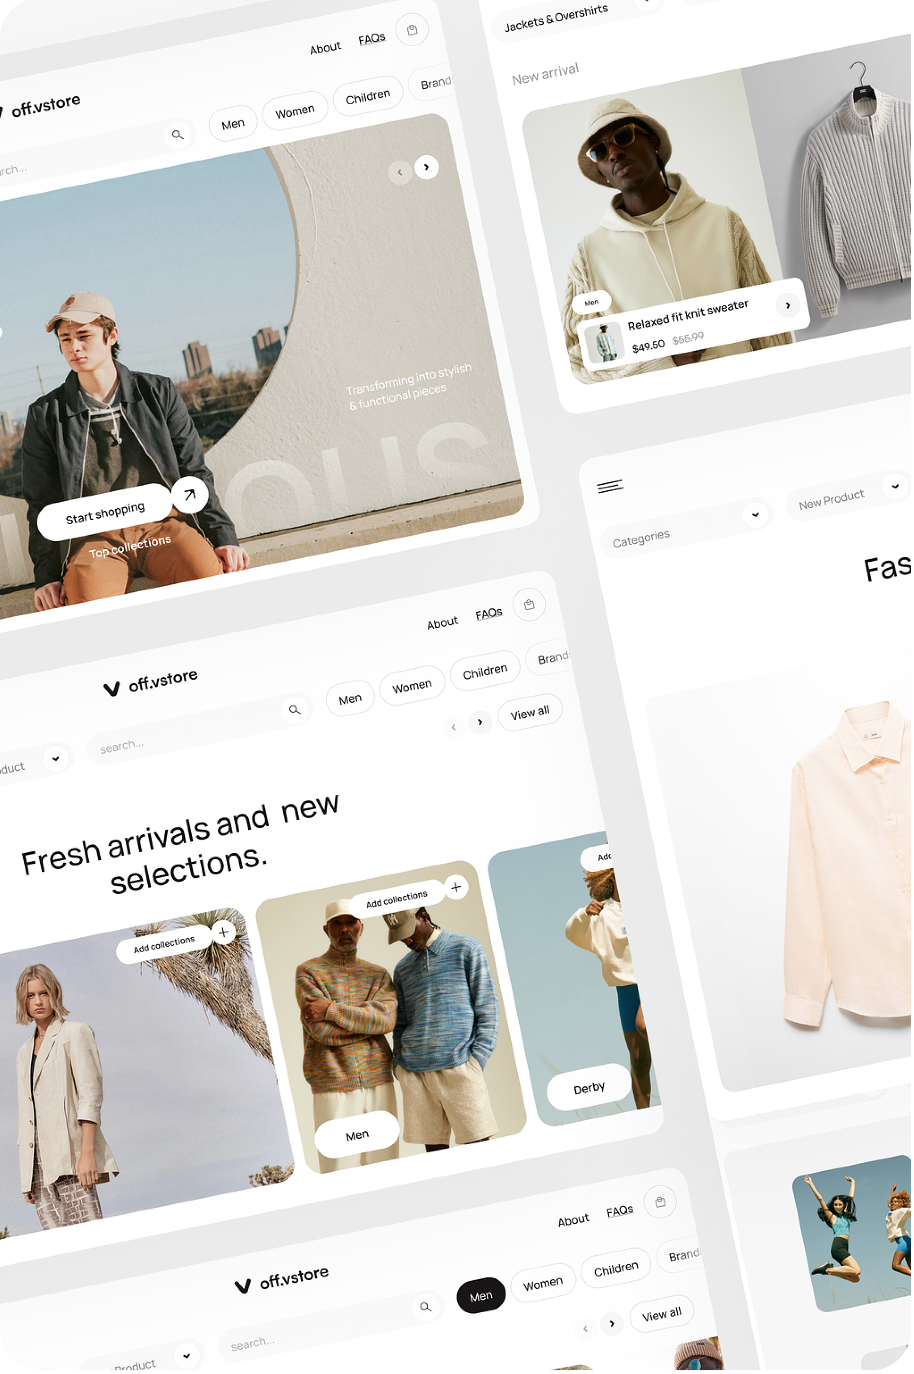 About
FAQs
off.vstore
rch...
Men
Women
Children
Brand
Transforming into stylish
& functional pieces
OUS
Start shopping
Top collections
Jackets & Overshirts
New arrival
Men
Relaxed fit knit sweater
$49.50 $55.99
Categories
New Product
Fas
About
FAQs
off.vstore
Men
Women
Children
Brand
oduct
search...
View all
Fresh arrivals and new
selections.
Add collections
Add collections
Add
Men
Derby
About
FAQs
off.vstore
Men
Women
Children
Brand
Product
search...
View all